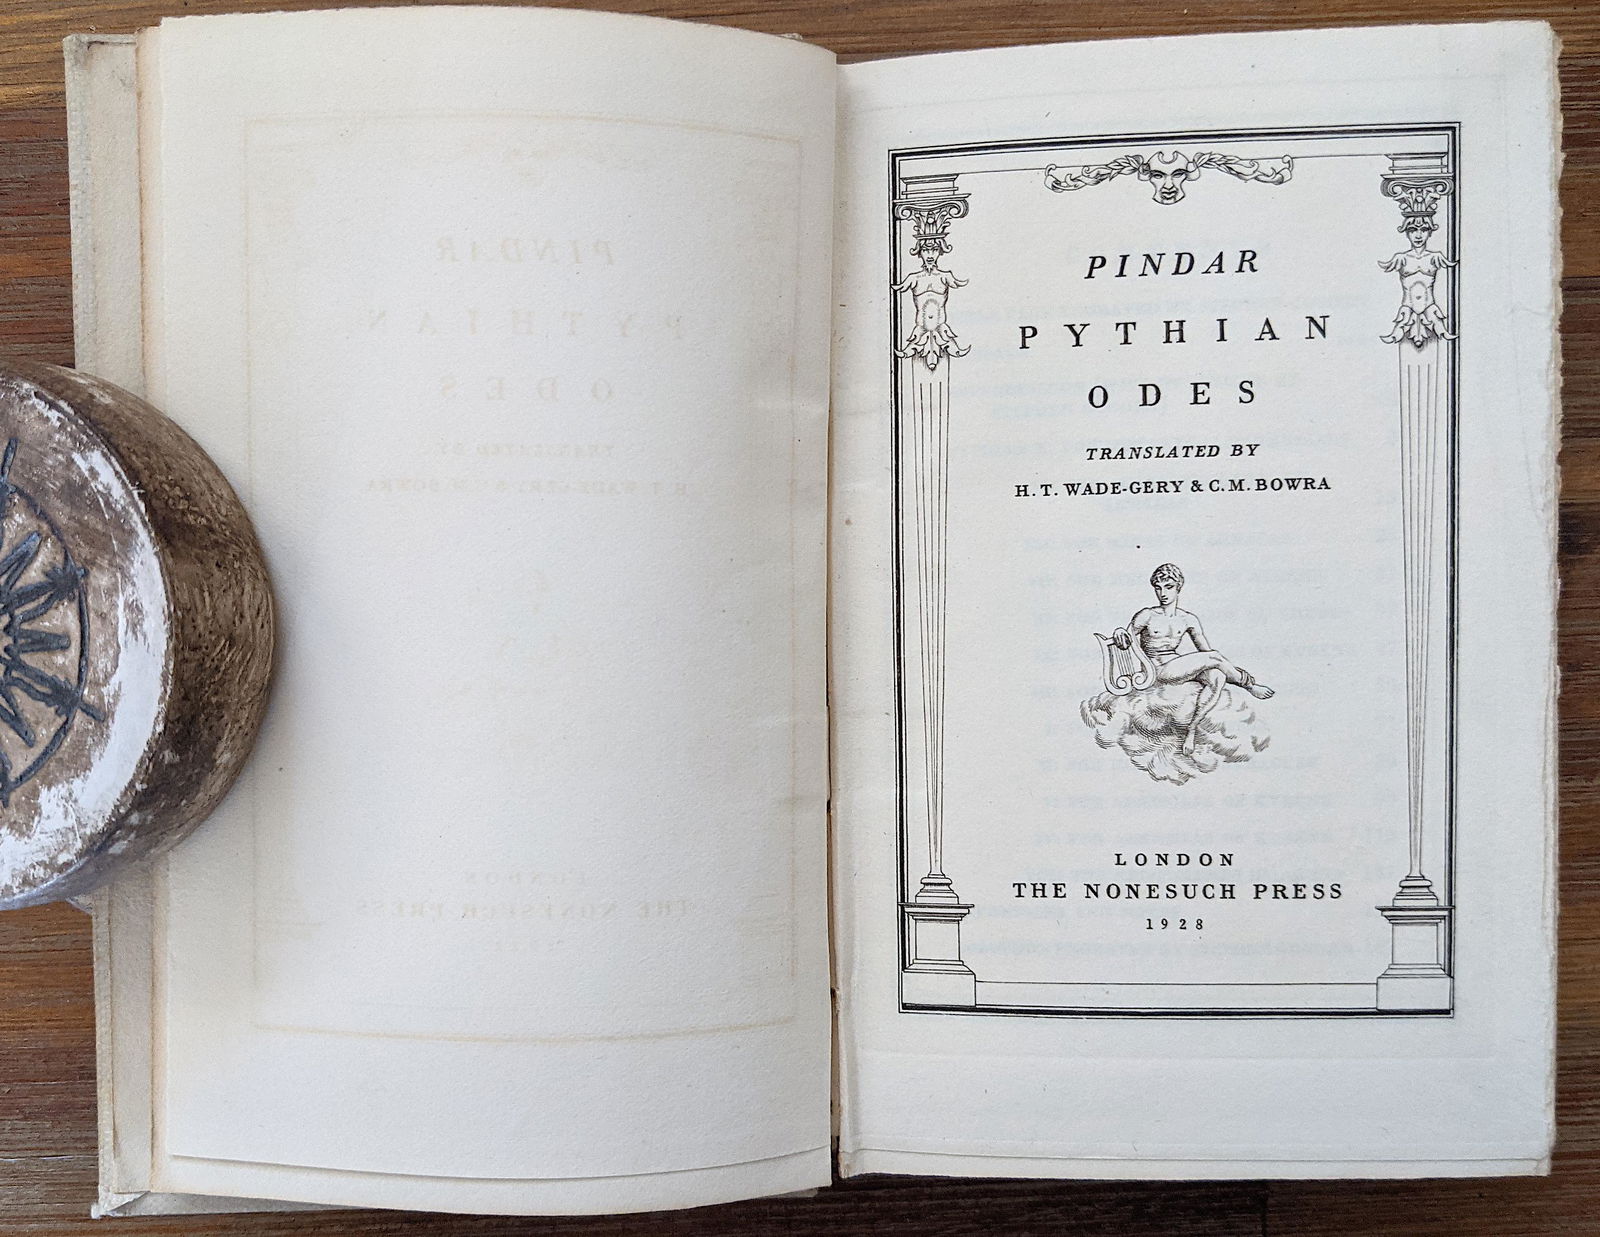 PINDAR
PYTHIAN
ODES
TRANSLATED BY
H. T. WADE-GERY & C. M. BOWRA
LONDON
THE NONESUCH PRESS
1928